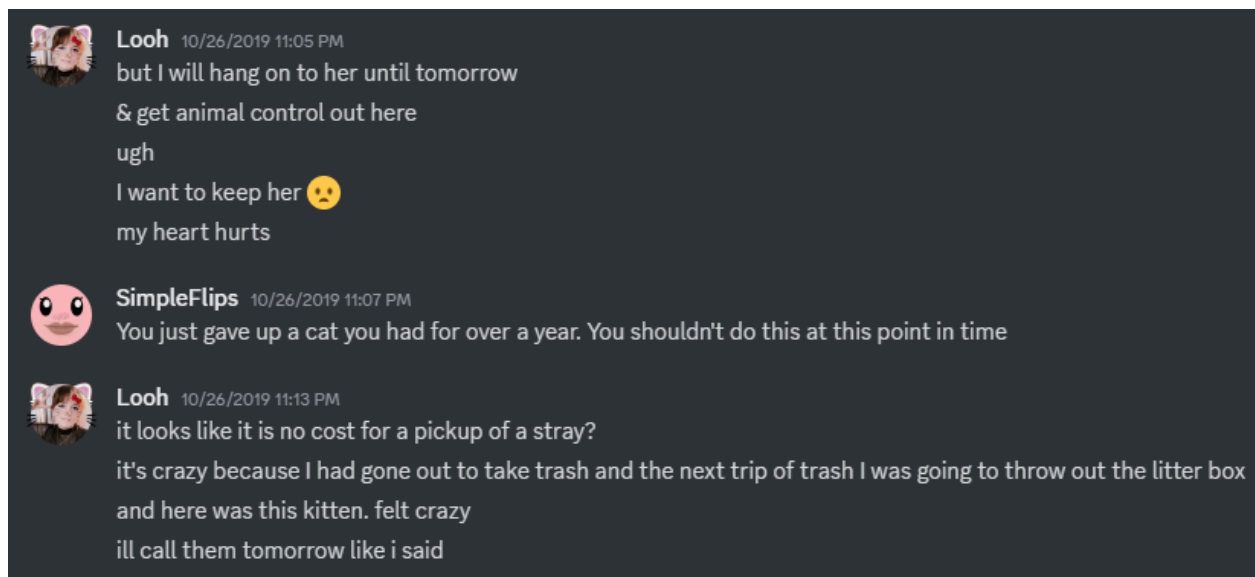 Looh 10/26/2019 11:05 PM
but I will hang on to her until tomorrow
& get animal control out here
ugh
I want to keep her 😦
my heart hurts
SimpleFlips 10/26/2019 11:07 PM
You just gave up a cat you had for over a year. You shouldn't do this at this point in time
Looh 10/26/2019 11:13 PM
it looks like it is no cost for a pickup of a stray?
it's crazy because I had gone out to take trash and the next trip of trash I was going to throw out the litter box
and here was this kitten. felt crazy
ill call them tomorrow like i said